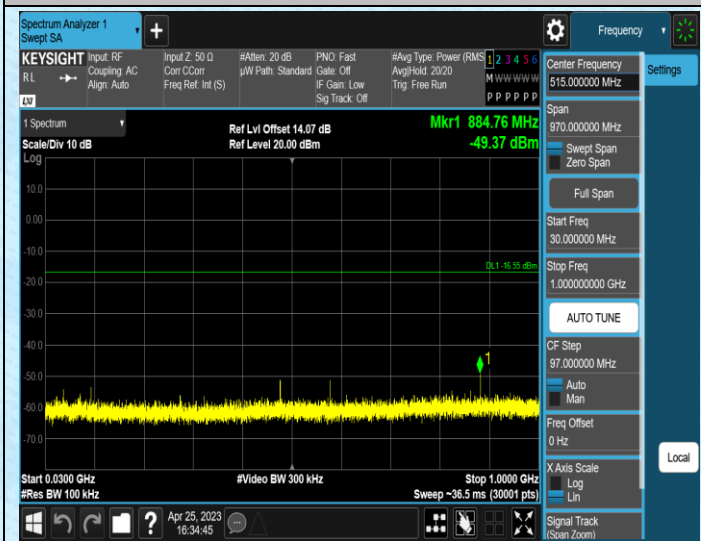 Spectrum Analyzer 1
Swept SA
Frequency
KEYSIGHT
RL
LXI
Input: RF
Coupling: AC
Align: Auto
Input Z: 50 Ω
Corr CCorr
Freq Ref: Int (S)
#Atten: 20 dB
µW Path: Standard
PNO: Fast
Gate: Off
IF Gain: Low
Sig Track: Off
#Avg Type: Power (RMS
Avg|Hold: 20/20
Trig: Free Run
1 2 3 4 5 6
M W W W W W
P P P P P P
1 Spectrum
Scale/Div 10 dB
Log
Ref Lvl Offset 14.07 dB
Ref Level 20.00 dBm
Mkr1 884.76 MHz
-49.37 dBm
10.0
0.00
-10.0
DL1 -16.55 dBm
-20.0
-30.0
-40.0
1
-50.0
-60.0
-70.0
Start 0.0300 GHz
#Res BW 100 kHz
#Video BW 300 kHz
Stop 1.0000 GHz
Sweep ~36.5 ms (30001 pts)
?
Apr 25, 2023
16:34:45
Center Frequency
515.000000 MHz
Span
970.000000 MHz
Swept Span
Zero Span
Full Span
Start Freq
30.000000 MHz
Stop Freq
1.000000000 GHz
AUTO TUNE
CF Step
97.000000 MHz
Auto
Man
Freq Offset
0 Hz
X Axis Scale
Log
Lin
Signal Track
(Span Zoom)
Settings
Local